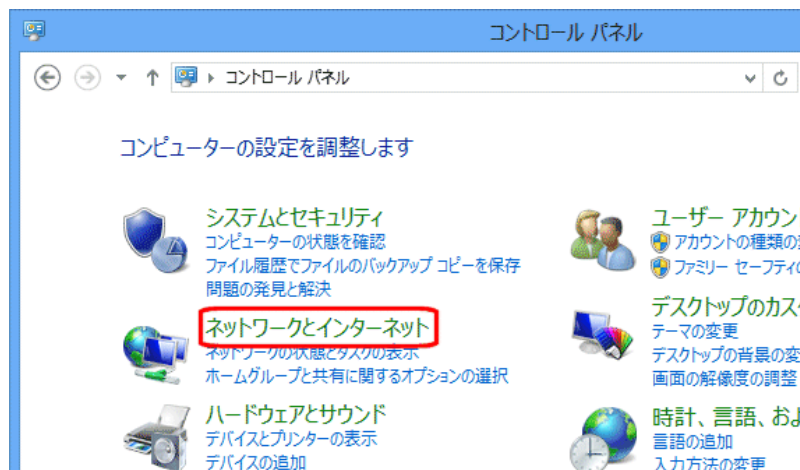 コントロール パネル
コントロール パネル
コンピューターの設定を調整します
システムとセキュリティ
コンピューターの状態を確認
ファイル履歴でファイルのバックアップ コピーを保存
問題の発見と解決
ネットワークとインターネット
ネットワークの状態とタスクの表示
ホームグループと共有に関するオプションの選択
ハードウェアとサウンド
デバイスとプリンターの表示
デバイスの追加
ユーザー アカウン
アカウントの種類の
ファミリー セーフティ
デスクトップのカス
テーマの変更
デスクトップの背景の変
画面の解像度の調整
時計、言語、およ
言語の追加
入力方法の変更